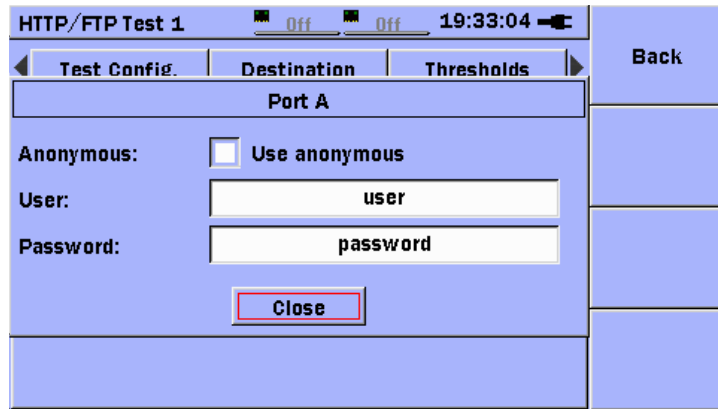 HTTP/FTP Test 1 Off Off 19:33:04
Back
Test Config. Destination Thresholds
Port A
Anonymous: Use anonymous
User: user
Password: password
Close